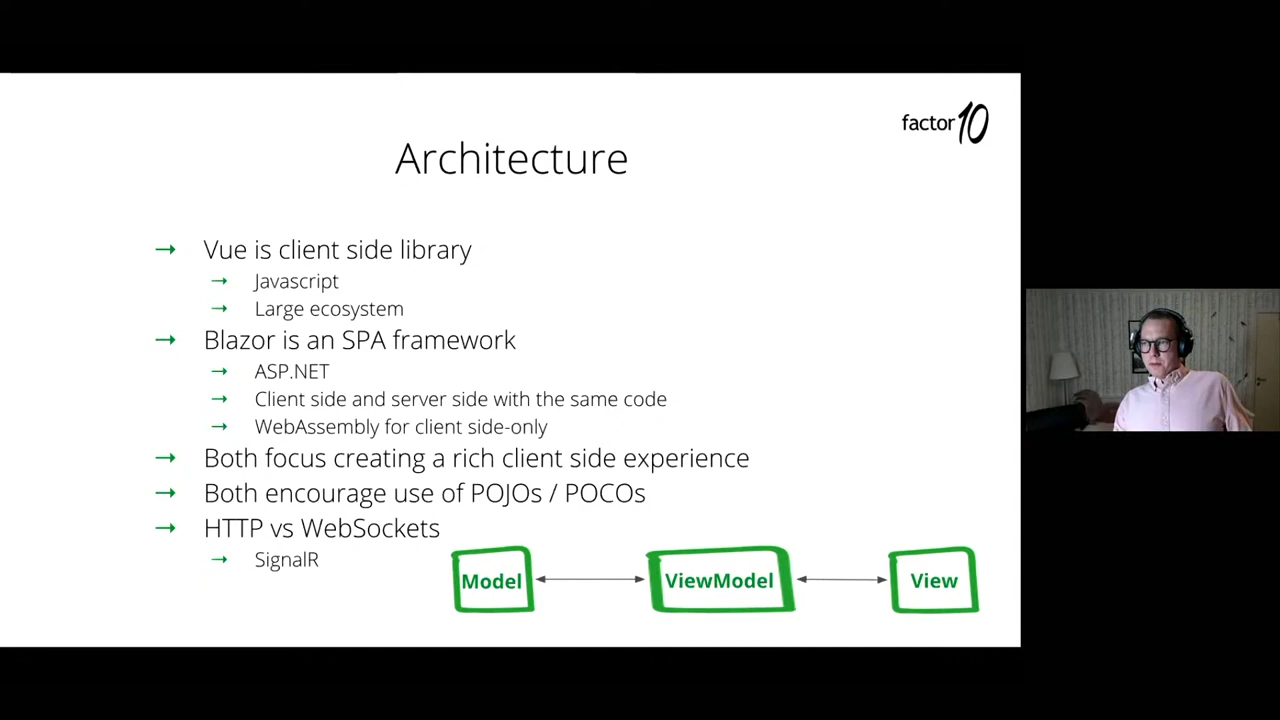 factor10
Architecture
→ Vue is client side library
→ Javascript
→ Large ecosystem
→ Blazor is an SPA framework
→ ASP.NET
→ Client side and server side with the same code
→ WebAssembly for client side-only
→ Both focus creating a rich client side experience
→ Both encourage use of POJOs / POCOs
→ HTTP vs WebSockets
→ SignalR
Model ViewModel View